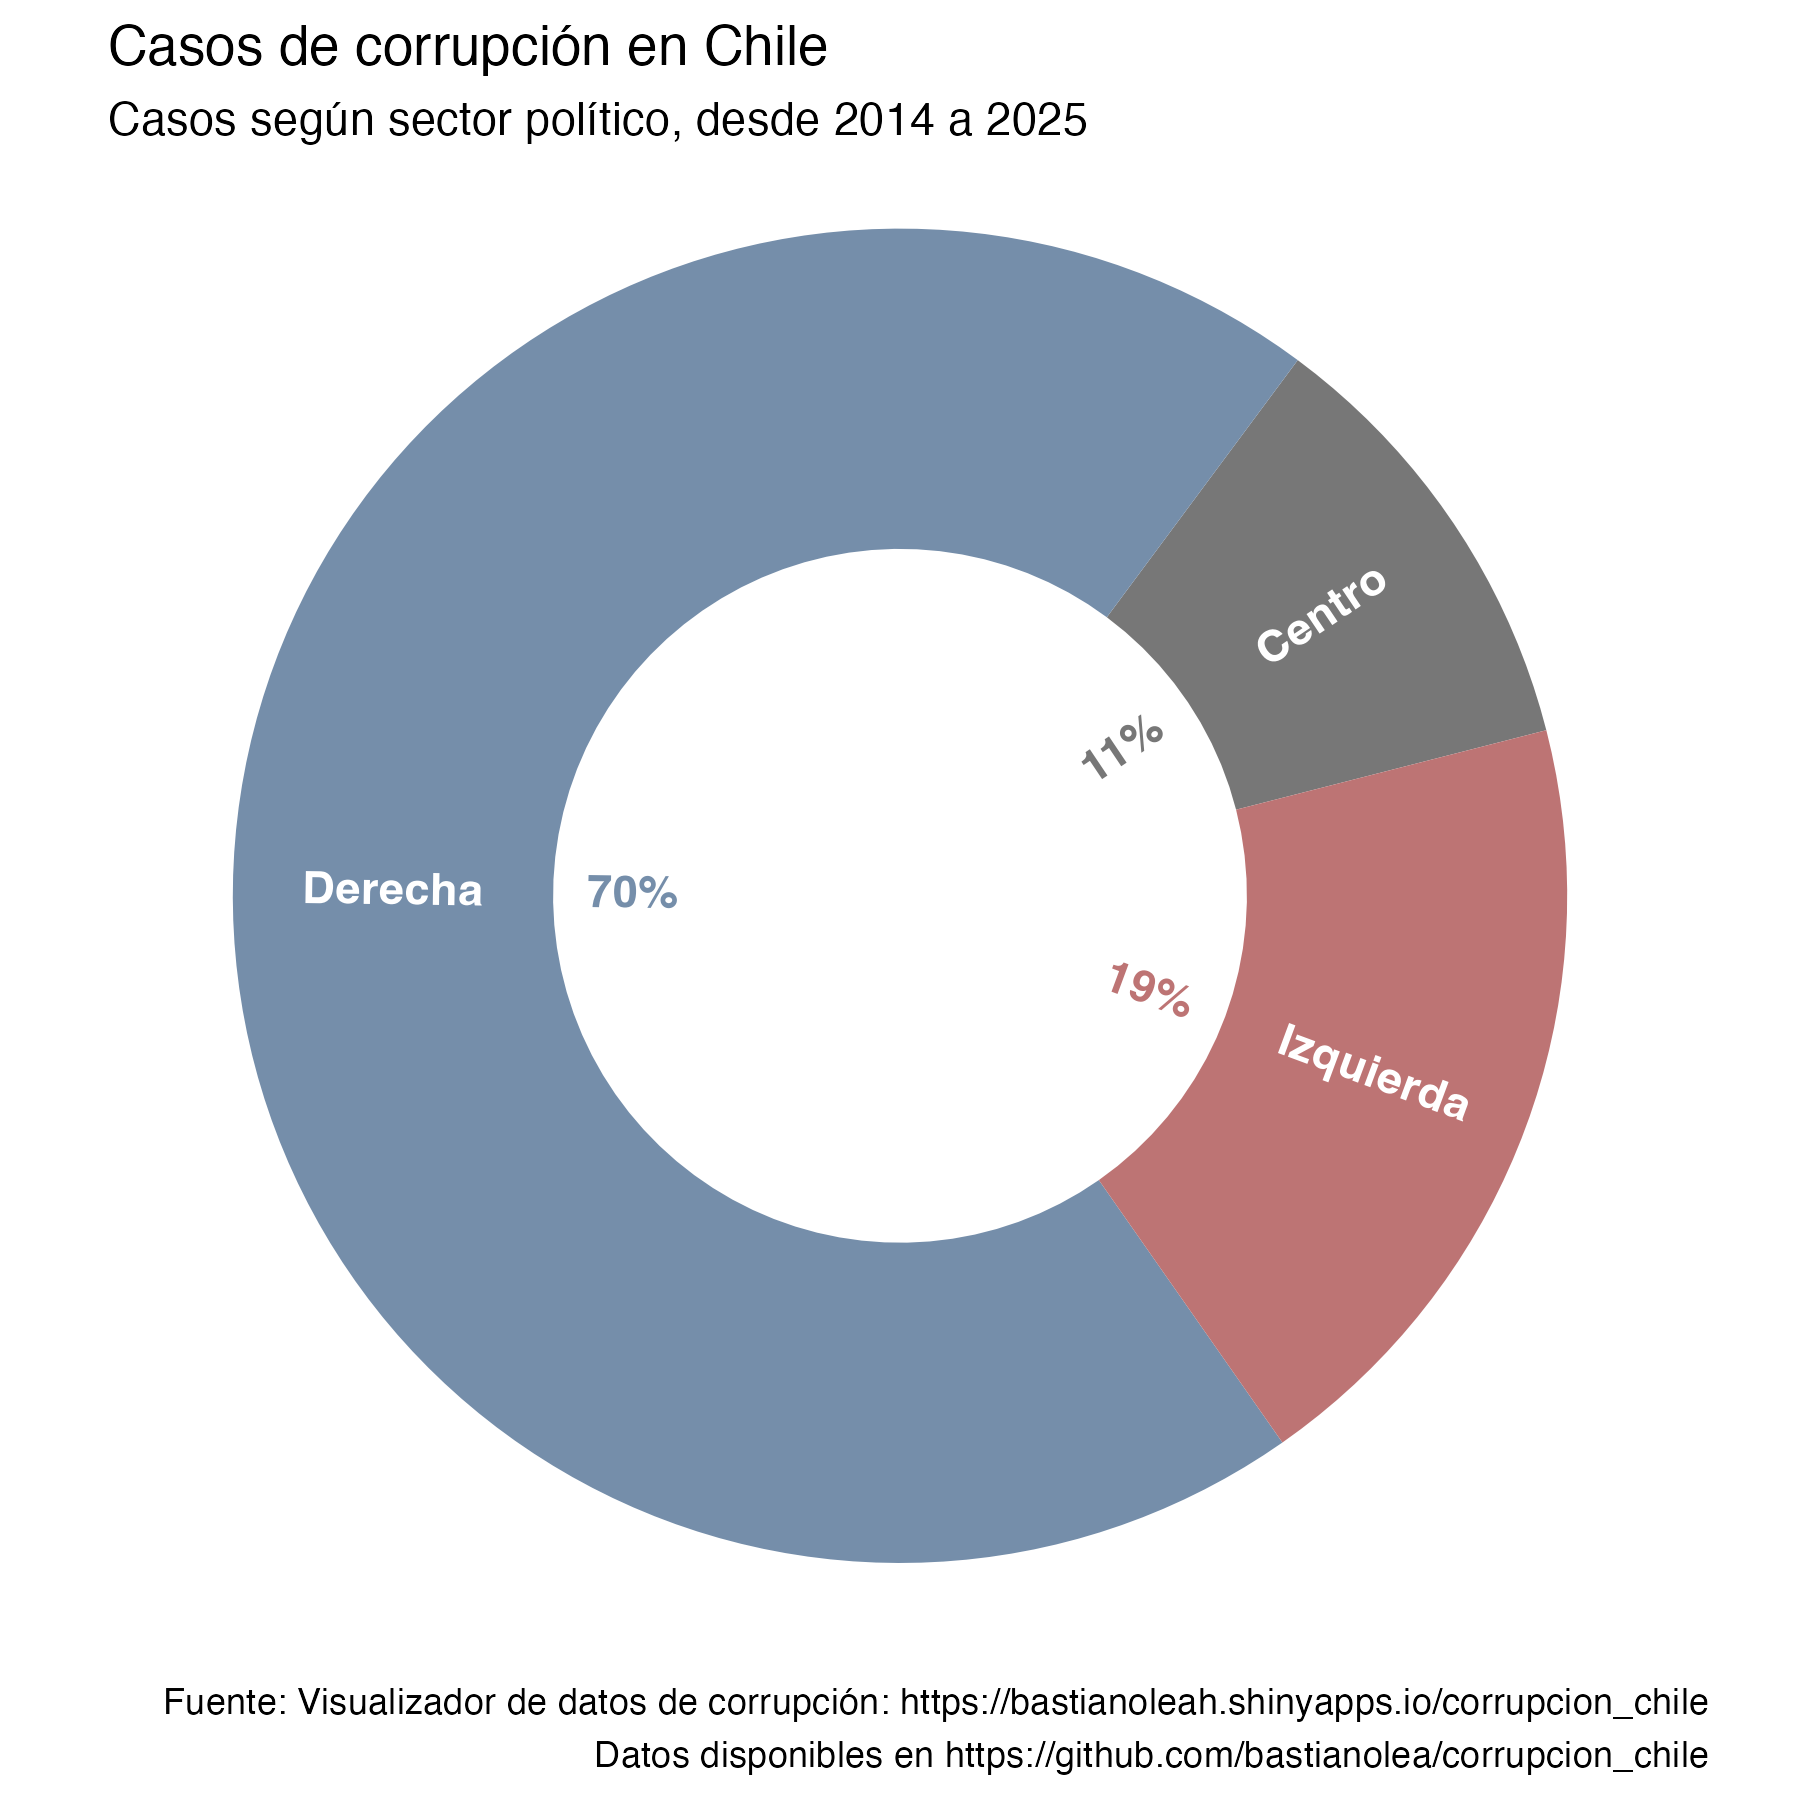 Casos de corrupción en Chile
Casos según sector político, desde 2014 a 2025
Centro
11%
Derecha
70%
19%
Izquierda
Fuente: Visualizador de datos de corrupción: https://bastianoleah.shinyapps.io/corrupcion_chile
Datos disponibles en https://github.com/bastianolea/corrupcion_chile